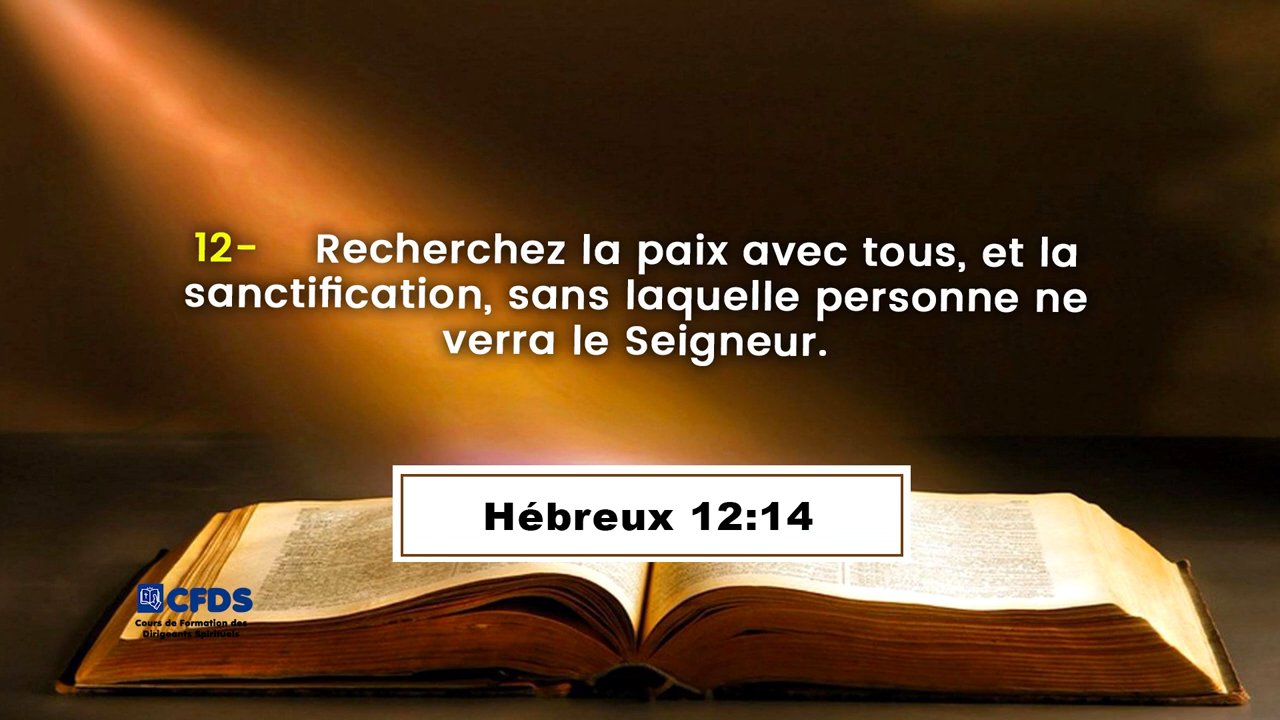 12- Recherchez la paix avec tous, et la
sanctification, sans laquelle personne ne
verra le Seigneur.
Hébreux 12:14
CFDS
Cours de Formation des
Dirigeants Spirituels